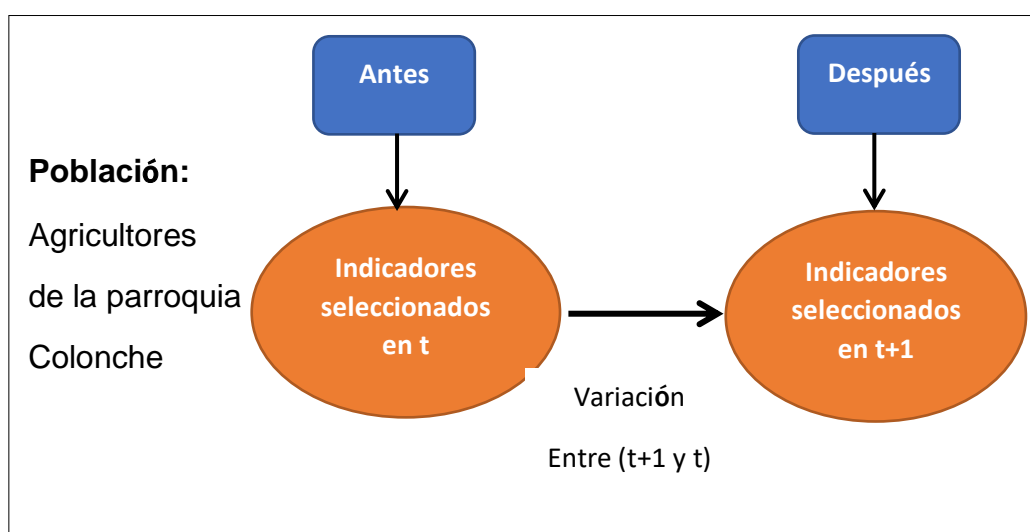 Antes
Después
Población:
Agricultores
de la parroquia
Colonche
Indicadores
seleccionados
en t
Indicadores
seleccionados
en t+1
Variación
Entre (t+1 y t)